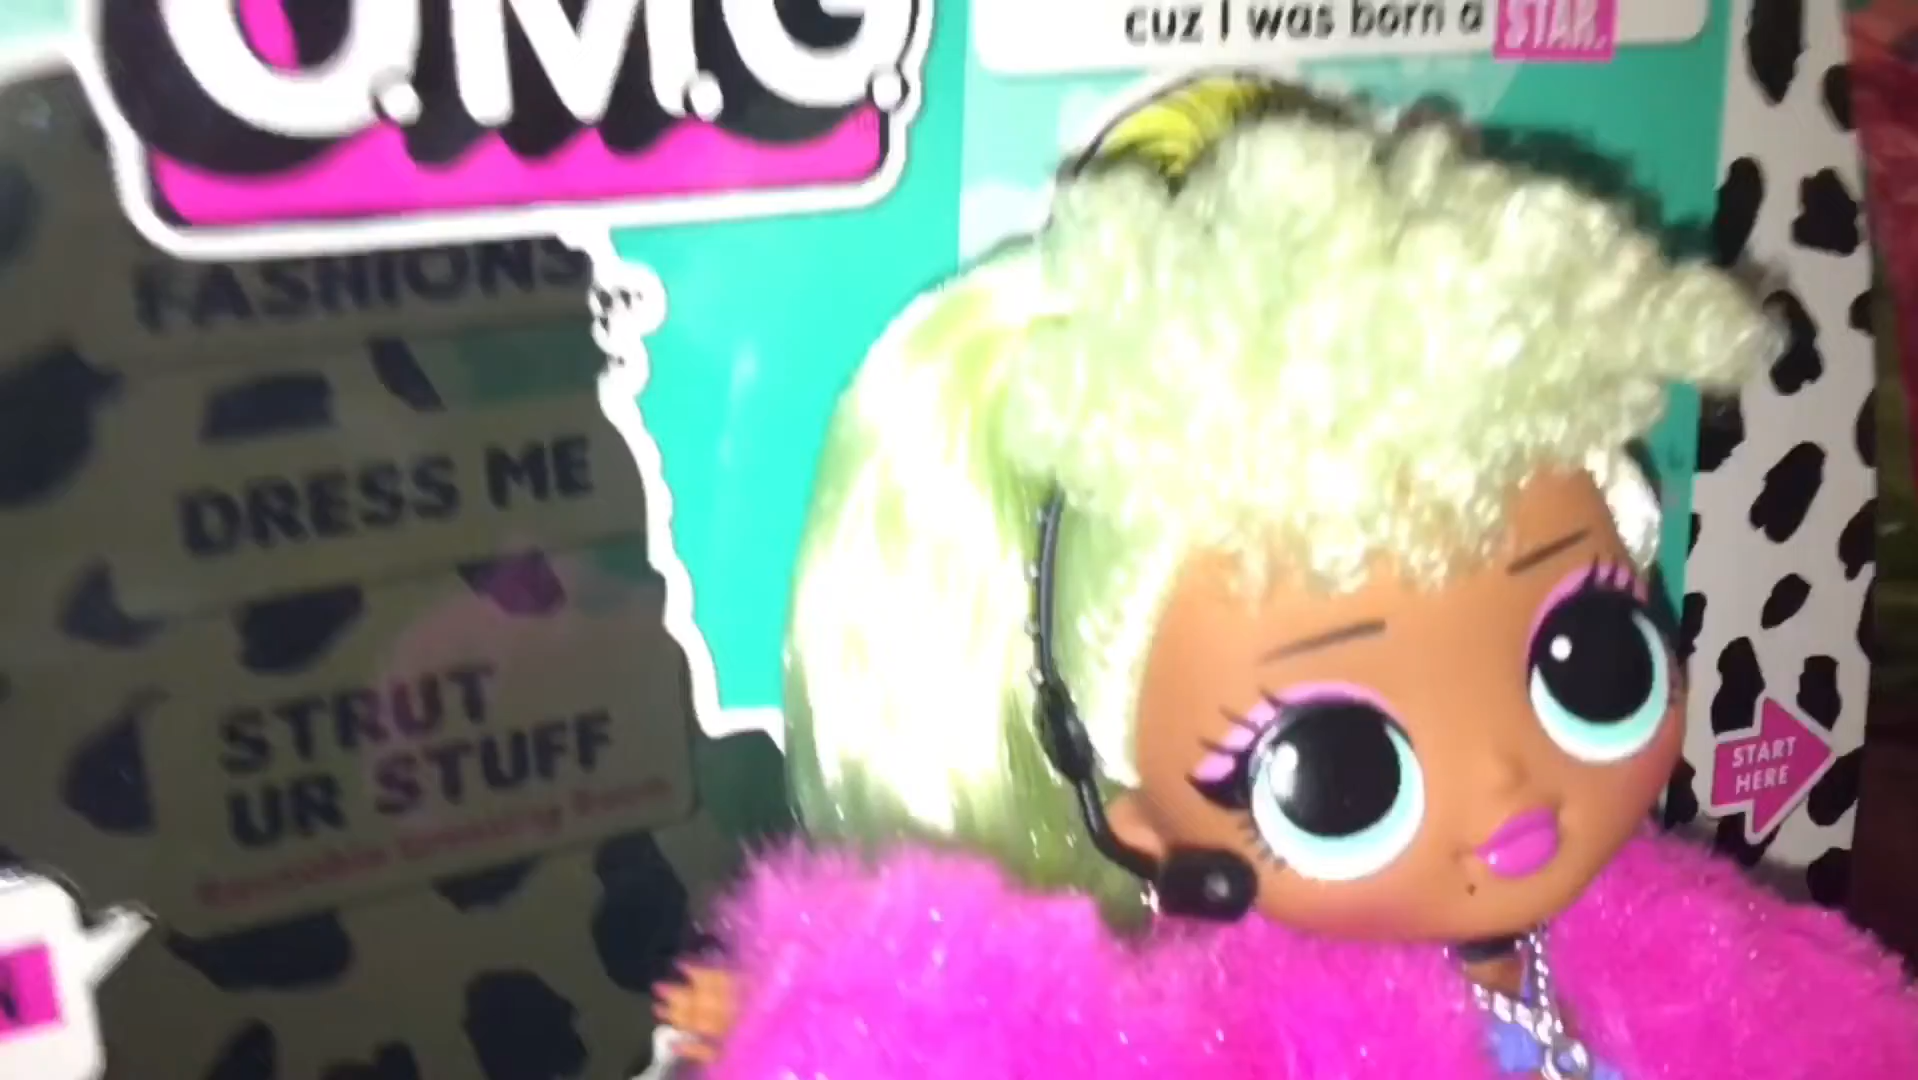 O.M.G.
cuz I was born a STAR.
FASHIONS
DRESS ME
STRUT
UR STUFF
START
HERE